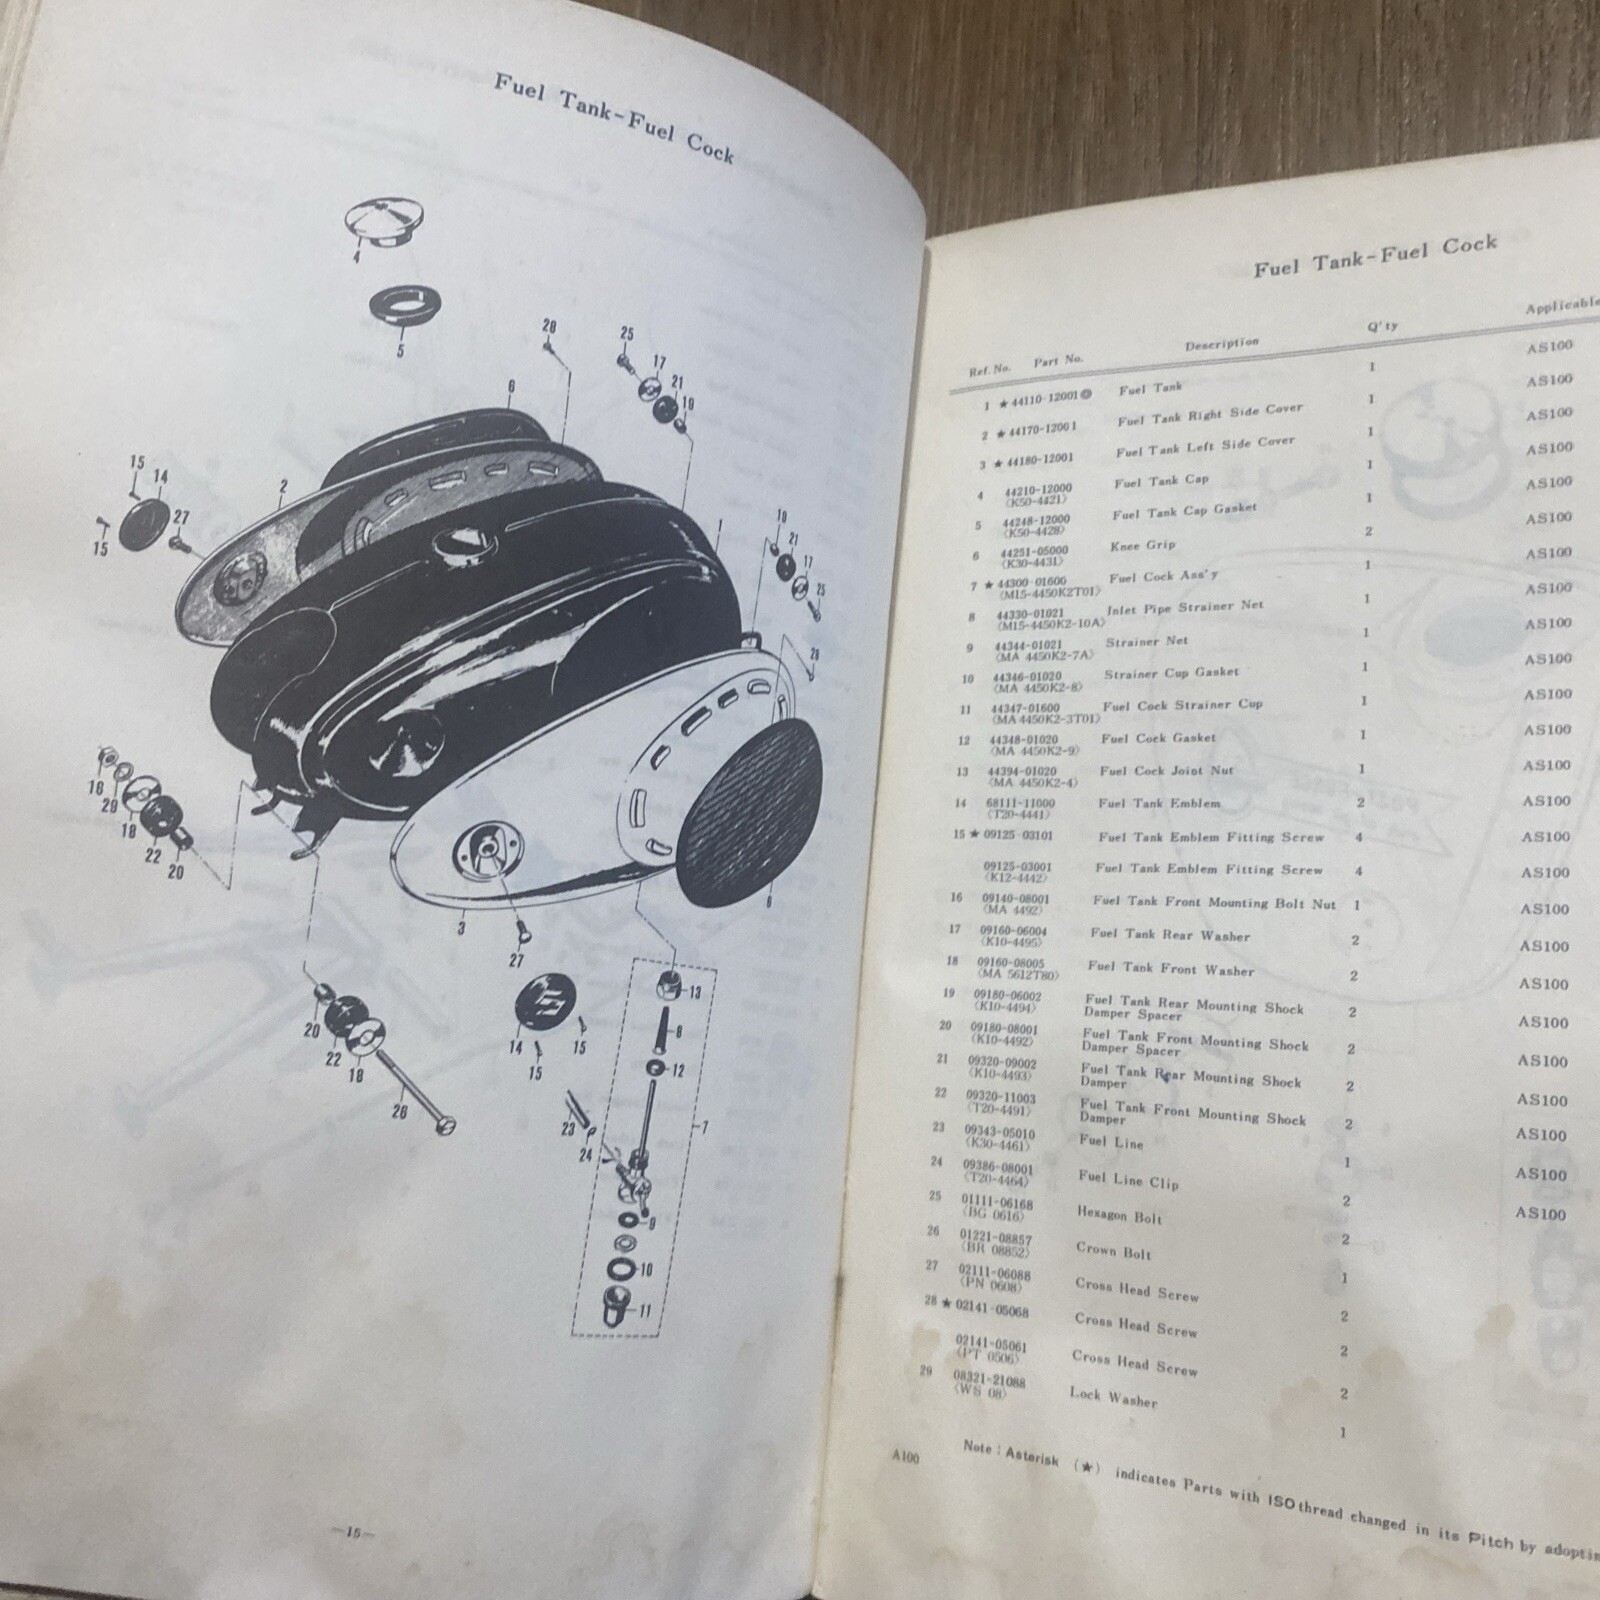 Fuel Tank-Fuel Cock
4
5
28
25
17
21
19
6
15
14
2
27
15
1
19
21
17
25
28
16
29
18
22
20
3
6
27
20
22
18
26
14
15
15
13
8
12
7
23
24
9
10
11
-15-
Fuel Tank-Fuel Cock
Ref. No. Part No. Description Q'ty Applicable
1 ★ 44110-12001◎ Fuel Tank 1 AS100
2 ★ 44170-12001 Fuel Tank Right Side Cover 1 AS100
3 ★ 44180-12001 Fuel Tank Left Side Cover 1 AS100
4 44210-12000 Fuel Tank Cap 1 AS100
(K50-4421)
5 44248-12000 Fuel Tank Cap Gasket 1 AS100
(K50-4428)
6 44251-05000 Knee Grip 2 AS100
(K30-4431)
7 ★ 44300-01600 Fuel Cock Ass'y 1 AS100
(M15-4450K2T01)
8 44330-01021 Inlet Pipe Strainer Net 1 AS100
(M15-4450K2-10A)
9 44344-01021 Strainer Net 1 AS100
(MA 4450K2-7A)
10 44346-01020 Strainer Cup Gasket 1 AS100
(MA 4450K2-8)
11 44347-01600 Fuel Cock Strainer Cup 1 AS100
(MA 4450K2-3T01)
12 44348-01020 Fuel Cock Gasket 1 AS100
(MA 4450K2-9)
13 44394-01020 Fuel Cock Joint Nut 1 AS100
(MA 4450K2-4)
14 68111-11000 Fuel Tank Emblem 2 AS100
(T20-4441)
15 ★ 09125-03101 Fuel Tank Emblem Fitting Screw 4 AS100
09125-03001 Fuel Tank Emblem Fitting Screw 4 AS100
(K12-4442)
16 09140-08001 Fuel Tank Front Mounting Bolt Nut 1 AS100
(MA 4492)
17 09160-06004 Fuel Tank Rear Washer 2 AS100
(K10-4495)
18 09160-08005 Fuel Tank Front Washer 2 AS100
(MA 5612T80)
19 09180-06002 Fuel Tank Rear Mounting Shock 2 AS100
(K10-4494) Damper Spacer
20 09180-08001 Fuel Tank Front Mounting Shock 2 AS100
(K10-4492) Damper Spacer
21 09320-09002 Fuel Tank Rear Mounting Shock 2 AS100
(K10-4493) Damper
22 09320-11003 Fuel Tank Front Mounting Shock 2 AS100
(T20-4491) Damper
23 09343-05010 Fuel Line 1 AS100
(K30-4461)
24 09386-08001 Fuel Line Clip 2 AS100
(T20-4464)
25 01111-06168 Hexagon Bolt 2
(BG 0616)
26 01221-08857 Crown Bolt 1
(BR 08852)
27 02111-06088 Cross Head Screw 2
(PN 0608)
28 ★ 02141-05068 Cross Head Screw 2
02141-05061 Cross Head Screw 2
(PT 0506)
29 08321-21088 Lock Washer 1
(WS 08)
A100 Note : Asterisk (★) indicates Parts with ISO thread changed in its Pitch by adoptin